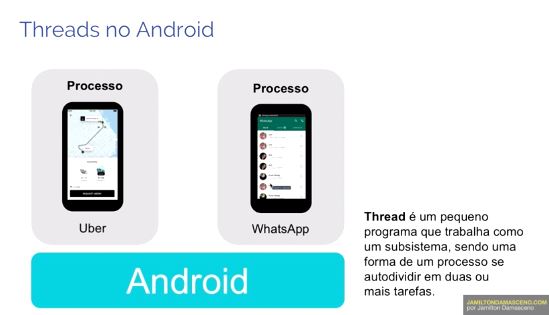 Threads no Android
Processo
Processo
WhatsApp
Uber
WhatsApp
Thread é um pequeno
programa que trabalha como
um subsistema, sendo uma
forma de um processo se
autodividir em duas ou
mais tarefas.
Android
JAMILTONDAMASCENO.COM
por Jamilton Damasceno